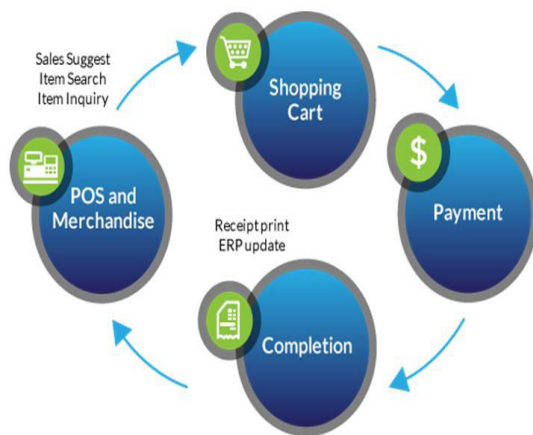 Sales Suggest
Item Search
Item Inquiry
Shopping
Cart
$
Payment
POS and
Merchandise
Receipt print
ERP update
Completion